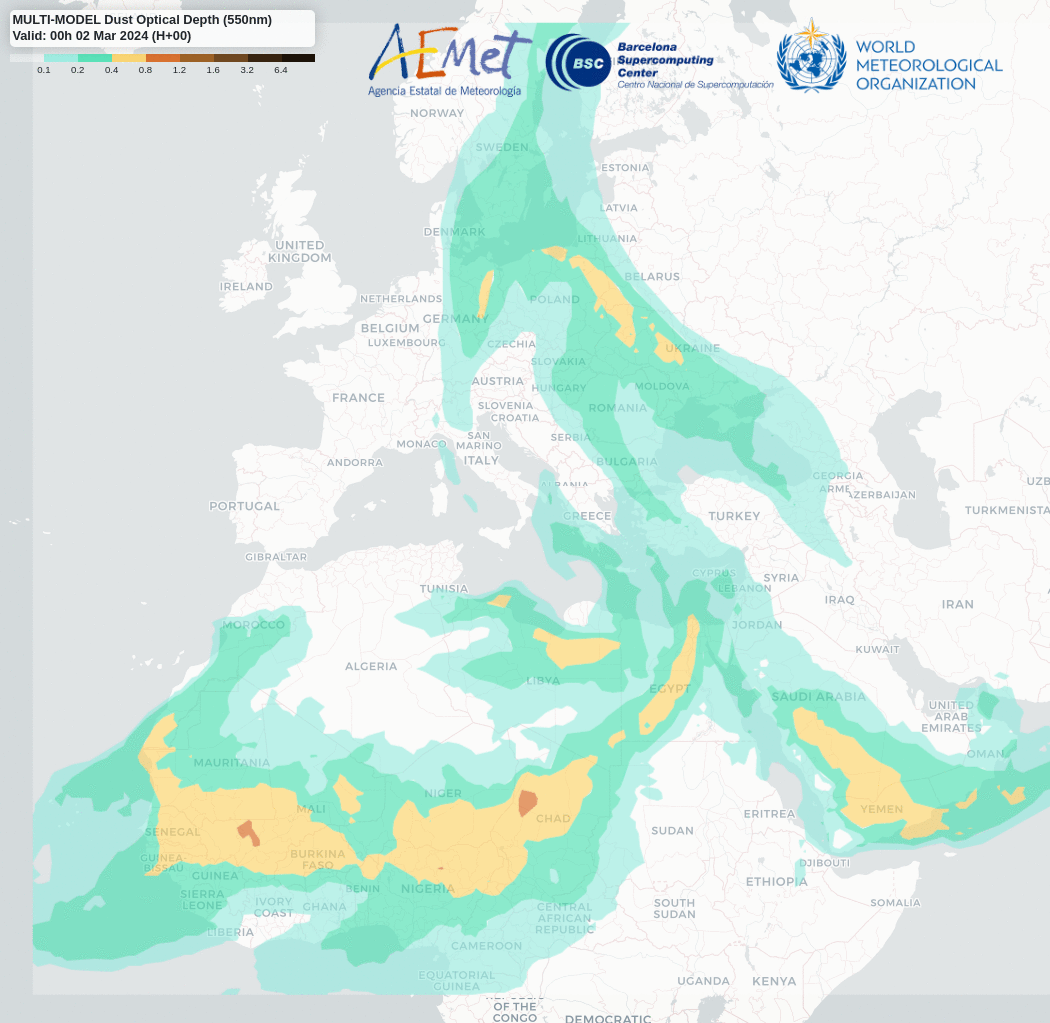 MULTI-MODEL Dust Optical Depth (550nm)
Valid: 00h 02 Mar 2024 (H+00)
0.1 0.2 0.4 0.8 1.2 1.6 3.2 6.4
AEMet
Agencia Estatal de Meteorología
BSC
Barcelona
Supercomputing
Center
Centro Nacional de Supercomputación
WORLD
METEOROLOGICAL
ORGANIZATION
NORWAY
SWEDEN
ESTONIA
LATVIA
DENMARK
LITHUANIA
UNITED
KINGDOM
BELARUS
IRELAND
NETHERLANDS
POLAND
GERMANY
BELGIUM
LUXEMBOURG
CZECHIA
UKRAINE
SLOVAKIA
AUSTRIA
HUNGARY
MOLDOVA
FRANCE
SLOVENIA
ROMANIA
CROATIA
SAN
MARINO
MONACO
SERBIA
ITALY
ANDORRA
BULGARIA
GEORGIA
ALBANIA
ARME
AZERBAIJAN
UZB
PORTUGAL
GREECE
TURKEY
TURKMENISTA
GIBRALTAR
CYPRUS
SYRIA
TUNISIA
LEBANON
IRAQ
IRAN
MOROCCO
JORDAN
KUWAIT
ALGERIA
LIBYA
EGYPT
SAUDI ARABIA
UNITED
ARAB
EMIRATES
OMAN
MAURITANIA
NIGER
MALI
CHAD
YEMEN
ERITREA
SENEGAL
SUDAN
GUINEA-
BISSAU
BURKINA
FASO
DJIBOUTI
GUINEA
BENIN
NIGERIA
ETHIOPIA
SIERRA
LEONE
IVORY
COAST
GHANA
CENTRAL
AFRICAN
REPUBLIC
SOUTH
SUDAN
SOMALIA
LIBERIA
CAMEROON
EQUATORIAL
GUINEA
UGANDA
KENYA
REPUBLIC
OF THE
CONGO
DEMOCRATIC